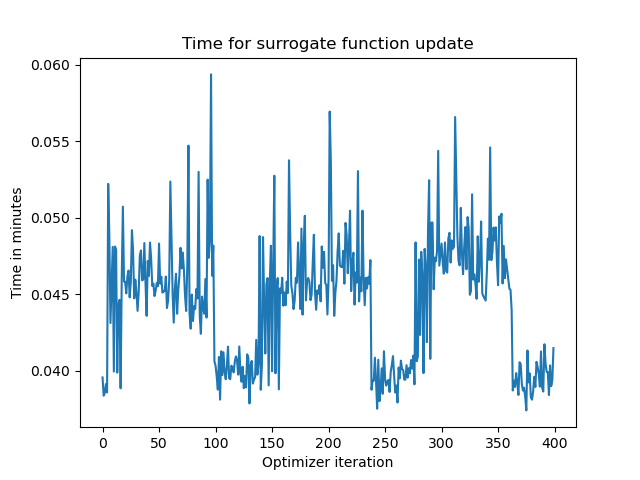 Time for surrogate function update
0.060
0.055
0.050
0.045
0.040
Time in minutes
0 50 100 150 200 250 300 350 400
Optimizer iteration